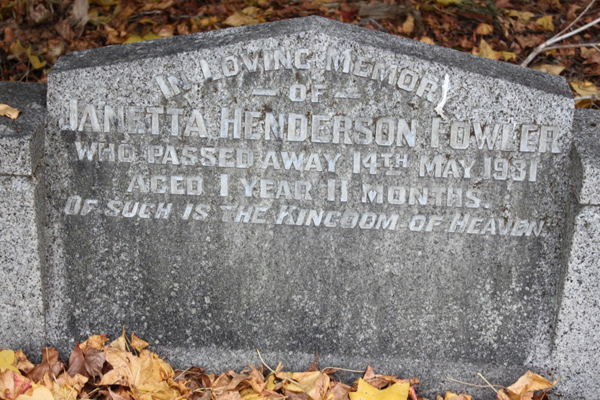 IN LOVING MEMORY
— OF —
JANETTA HENDERSON FOWLER
WHO PASSED AWAY 14TH MAY 1931
AGED 1 YEAR 11 MONTHS.
OF SUCH IS THE KINGDOM OF HEAVEN.